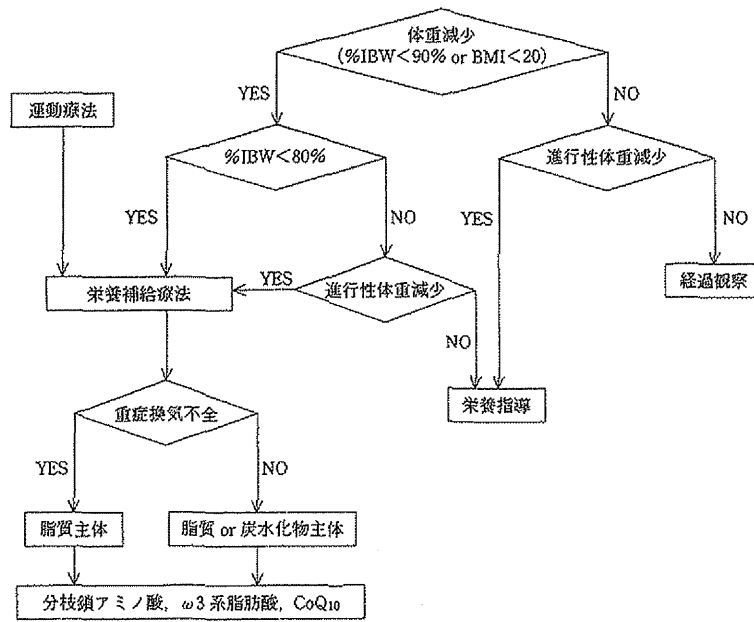 体重減少
(%IBW<90% or BMI<20)
YES
NO
運動療法
%IBW<80%
進行性体重減少
YES
NO
YES
NO
栄養補給療法
YES
進行性体重減少
経過観察
NO
栄養指導
重症換気不全
YES
NO
脂質主体
脂質 or 炭水化物主体
分枝鎖アミノ酸, ω3系脂肪酸, CoQ₁₀